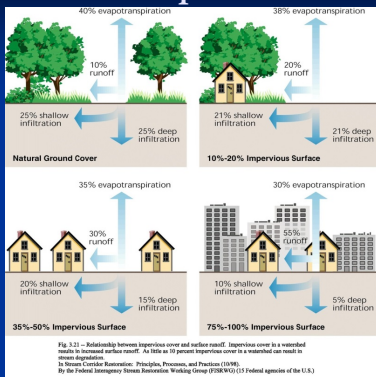 40% evapotranspiration
10%
runoff
25% shallow
infiltration
25% deep
infiltration
Natural Ground Cover
38% evapotranspiration
20%
runoff
21% shallow
infiltration
21% deep
infiltration
10%-20% Impervious Surface
35% evapotranspiration
30%
runoff
20% shallow
infiltration
15% deep
infiltration
35%-50% Impervious Surface
30% evapotranspiration
55%
runoff
10% shallow
infiltration
5% deep
infiltration
75%-100% Impervious Surface
Fig. 3.21 – Relationship between impervious cover and surface runoff. Impervious cover in a watershed
results in increased surface runoff. As little as 10 percent impervious cover in a watershed can result in
stream degradation.
In Stream Corridor Restoration: Principles, Processes, and Practices (10/98).
By the Federal Interagency Stream Restoration Working Group (FISRWG) (15 Federal agencies of the U.S.)